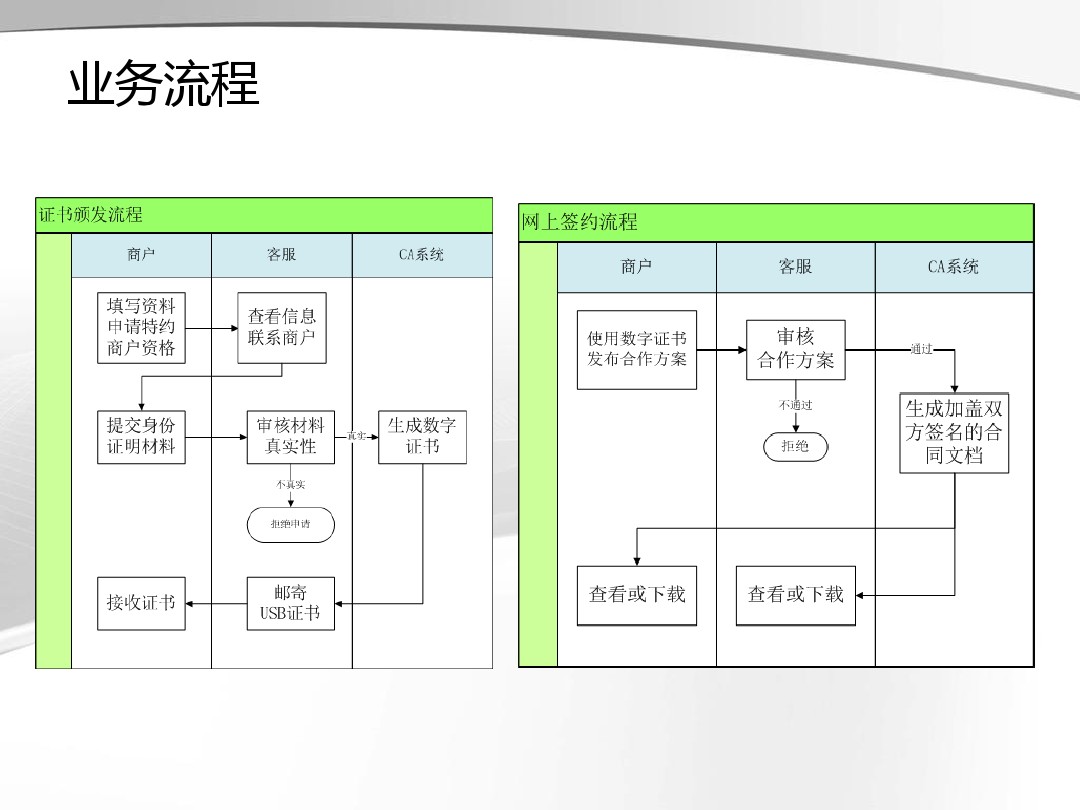 业务流程
证书颁发流程
商户
客服
CA系统
填写资料
申请特约
商户资格
查看信息
联系商户
提交身份
证明材料
审核材料
真实性
真实
生成数字
证书
不真实
拒绝申请
接收证书
邮寄
USB证书
网上签约流程
商户
客服
CA系统
使用数字证书
发布合作方案
审核
合作方案
通过
不通过
拒绝
生成加盖双
方签名的合
同文档
查看或下载
查看或下载